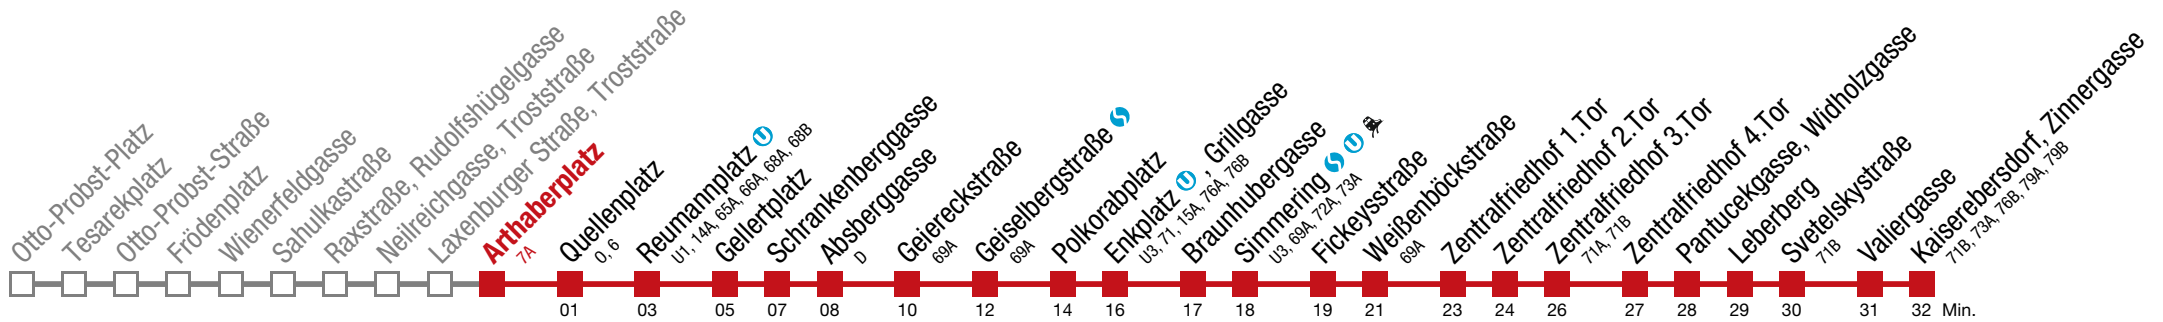 Otto-Probst-Platz
Tesarekplatz
Otto-Probst-Straße
Frödenplatz
Wienerfeldgasse
Sahulkastraße
Raxstraße, Rudolfshügelgasse
Neilreichgasse, Troststraße
Laxenburger Straße, Troststraße
Arthaberplatz
7A
Quellenplatz
O, 6
Reumannplatz U
U1, 14A, 65A, 66A, 68A, 68B
Gellertplatz
Schrankenberggasse
Absberggasse
D
Geiereckstraße
69A
Geiselbergstraße S
69A
Polkorabplatz
Enkplatz U , Grillgasse
U3, 71, 15A, 76A, 76B
Braunhubergasse
Simmering S U
U3, 69A, 72A, 73A
Fickeysstraße
Weißenböckstraße
69A
Zentralfriedhof 1.Tor
Zentralfriedhof 2.Tor
Zentralfriedhof 3.Tor
71A, 71B
Zentralfriedhof 4.Tor
Pantucekgasse, Widholzgasse
Leberberg
Svetelskystraße
71B
Valiergasse
Kaiserebersdorf, Zinnergasse
71B, 73A, 76B, 79A, 79B
01 03 05 07 08 10 12 14 16 17 18 19 21 23 24 26 27 28 29 30 31 32 Min.